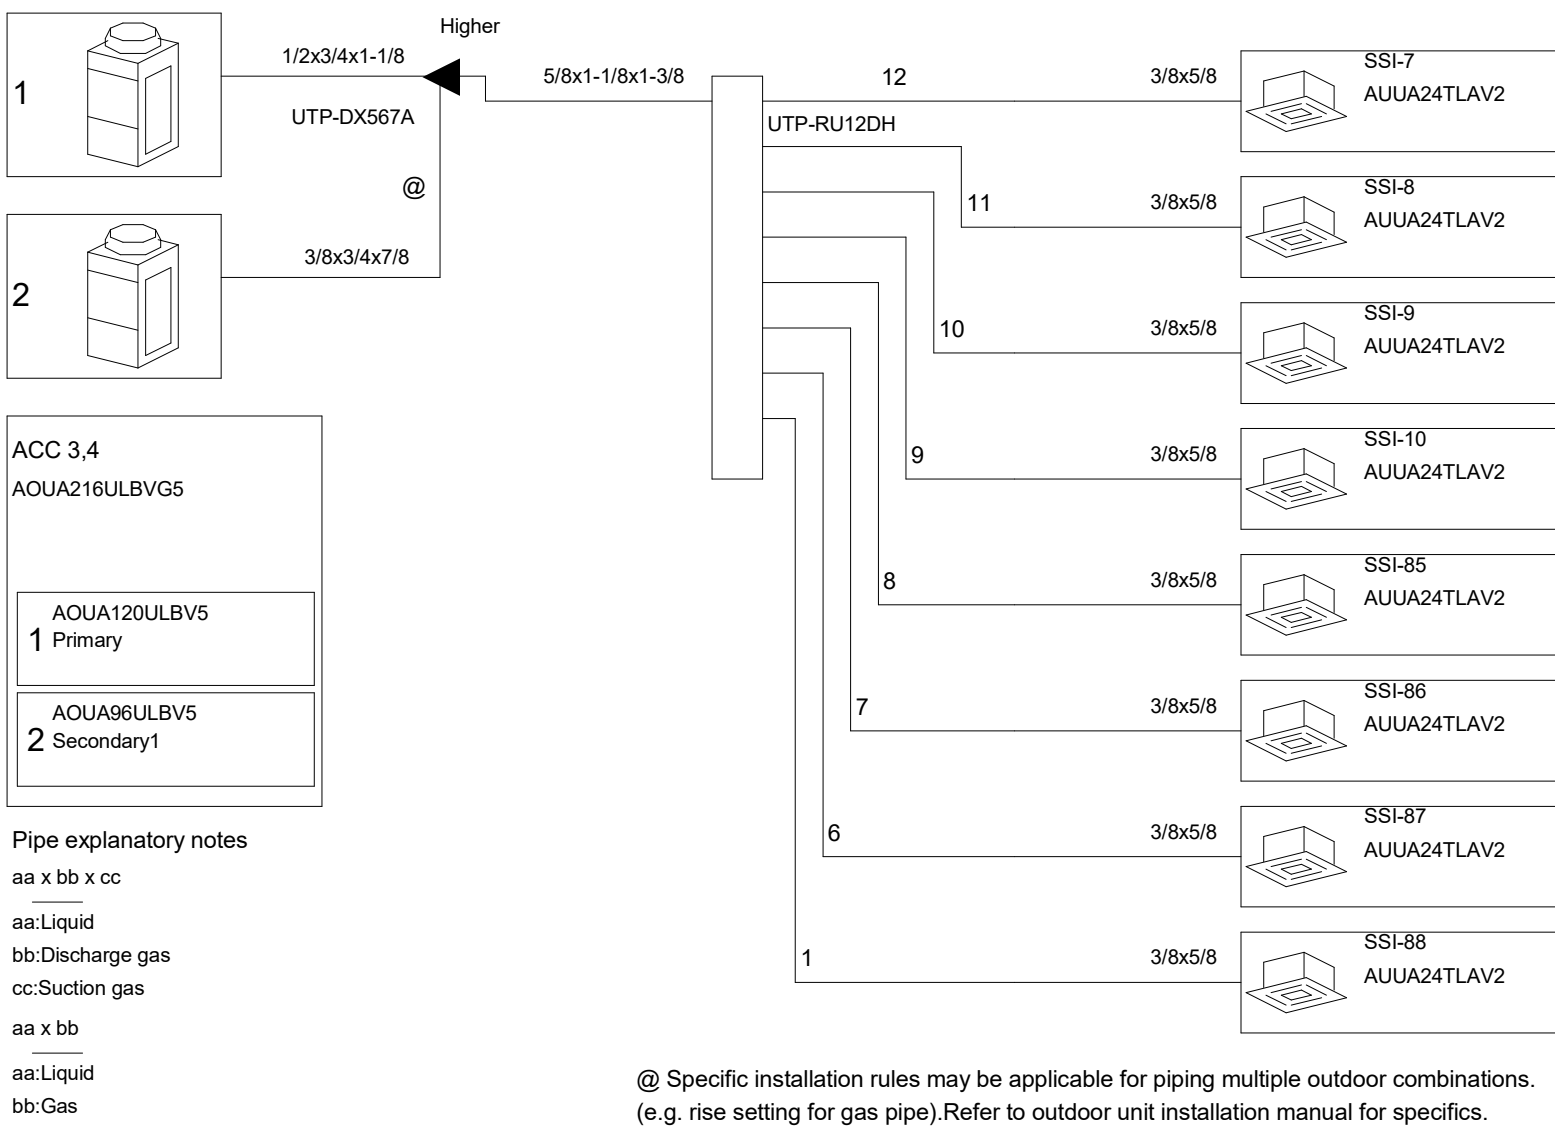 Higher
1
1/2x3/4x1-1/8
UTP-DX567A
@
2
3/8x3/4x7/8
5/8x1-1/8x1-3/8
UTP-RU12DH
12
3/8x5/8
SSI-7
AUUA24TLAV2
11
3/8x5/8
SSI-8
AUUA24TLAV2
10
3/8x5/8
SSI-9
AUUA24TLAV2
9
3/8x5/8
SSI-10
AUUA24TLAV2
8
3/8x5/8
SSI-85
AUUA24TLAV2
7
3/8x5/8
SSI-86
AUUA24TLAV2
6
3/8x5/8
SSI-87
AUUA24TLAV2
1
3/8x5/8
SSI-88
AUUA24TLAV2
ACC 3,4
AOUA216ULBVG5
1
AOUA120ULBV5
Primary
2
AOUA96ULBV5
Secondary1
Pipe explanatory notes
aa x bb x cc
aa:Liquid
bb:Discharge gas
cc:Suction gas
aa x bb
aa:Liquid
bb:Gas
@ Specific installation rules may be applicable for piping multiple outdoor combinations.
(e.g. rise setting for gas pipe).Refer to outdoor unit installation manual for specifics.